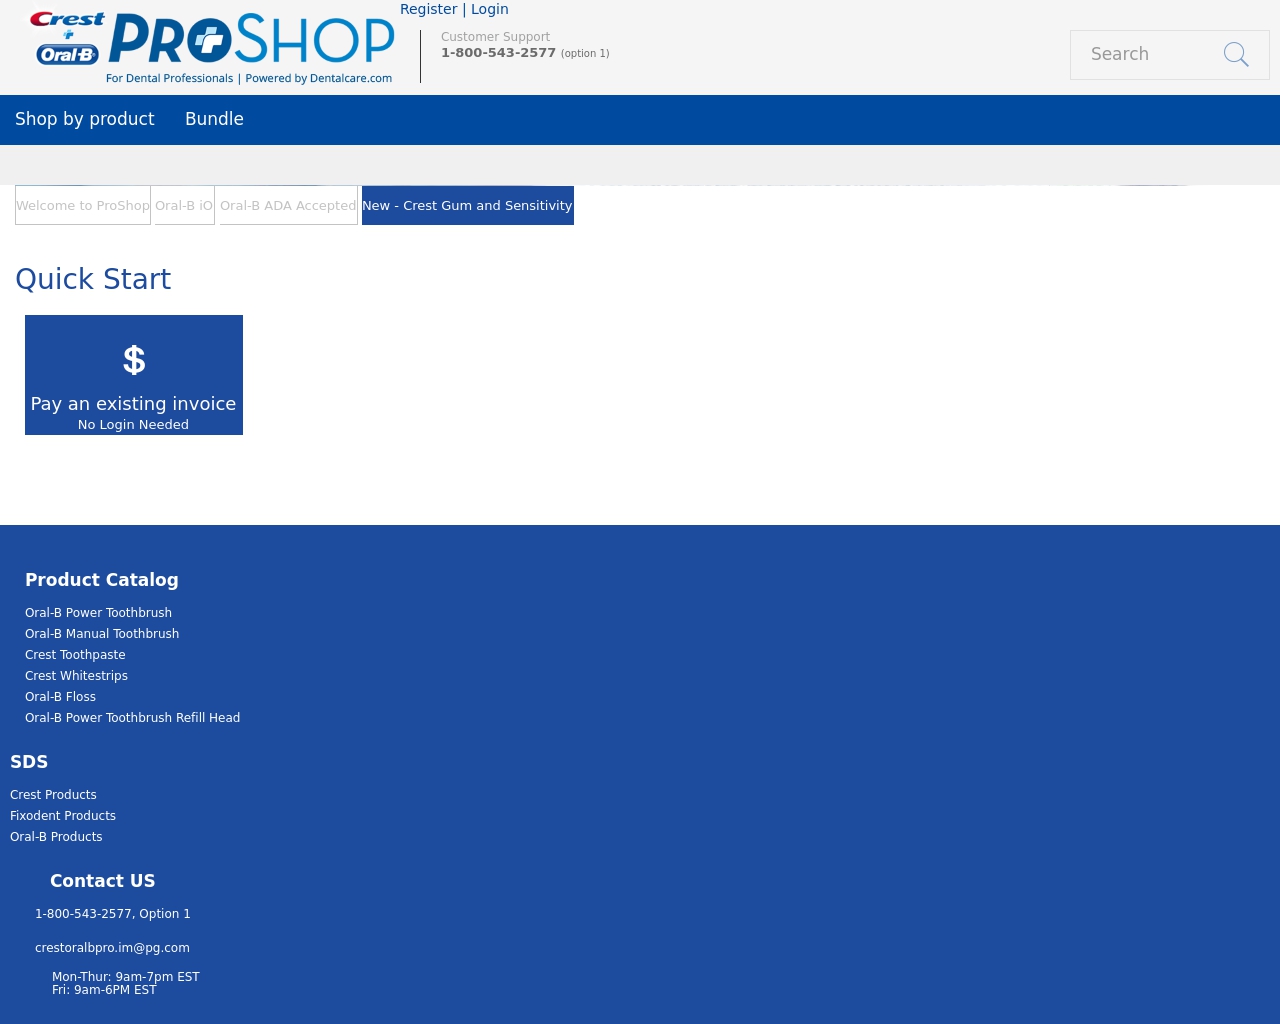 Crest
+
Oral-B
PROSHOP
For Dental Professionals | Powered by Dentalcare.com
Register | Login
Customer Support
1-800-543-2577 (option 1)
Search
Shop by product Bundle
Welcome to ProShop Oral-B iO Oral-B ADA Accepted New - Crest Gum and Sensitivity
Quick Start
$
Pay an existing invoice
No Login Needed
Product Catalog
Oral-B Power Toothbrush
Oral-B Manual Toothbrush
Crest Toothpaste
Crest Whitestrips
Oral-B Floss
Oral-B Power Toothbrush Refill Head
SDS
Crest Products
Fixodent Products
Oral-B Products
Contact US
1-800-543-2577, Option 1
crestoralbpro.im@pg.com
Mon-Thur: 9am-7pm EST
Fri: 9am-6PM EST